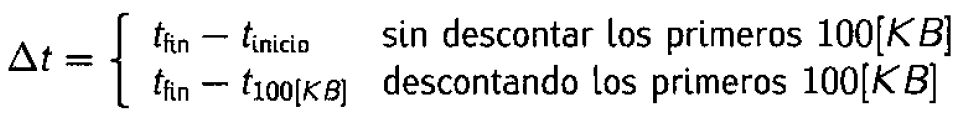 Δt = { t_fin − t_inicio sin descontar los primeros 100[KB]
t_fin − t_100[KB] descontando los primeros 100[KB]